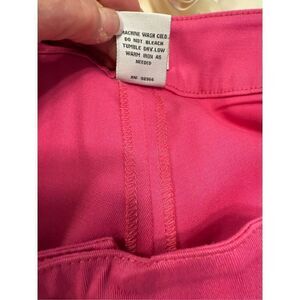 MACHINE WASH COLD
DO NOT BLEACH
TUMBLE DRY LOW
WARM IRON AS
NEEDED